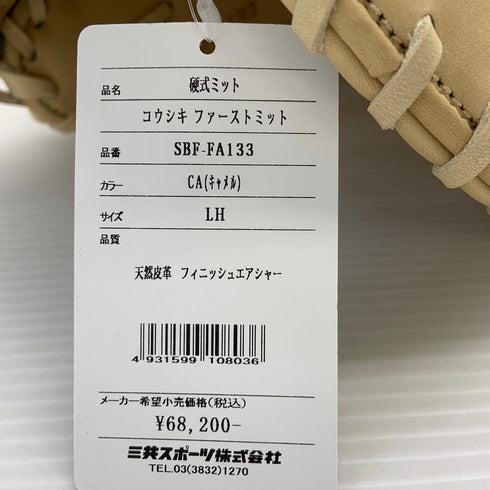 品名 硬式ミット
コウシキ ファーストミット
品番 SBF-FA133
カラー CA(キャメル)
サイズ LH
品質
天然皮革 フィニッシュエアシャー
4 931599 108036
メーカー希望小売価格(税込)
¥68,200-
三共スポーツ株式会社
TEL.03(3832)1270